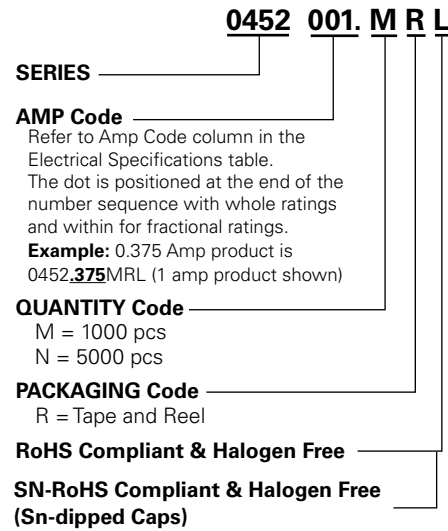 0452 001. M R L
SERIES
AMP Code
Refer to Amp Code column in the
Electrical Specifications table.
The dot is positioned at the end of the
number sequence with whole ratings
and within for fractional ratings.
Example: 0.375 Amp product is
0452.375MRL (1 amp product shown)
QUANTITY Code
M = 1000 pcs
N = 5000 pcs
PACKAGING Code
R = Tape and Reel
RoHS Compliant & Halogen Free
SN-RoHS Compliant & Halogen Free
(Sn-dipped Caps)